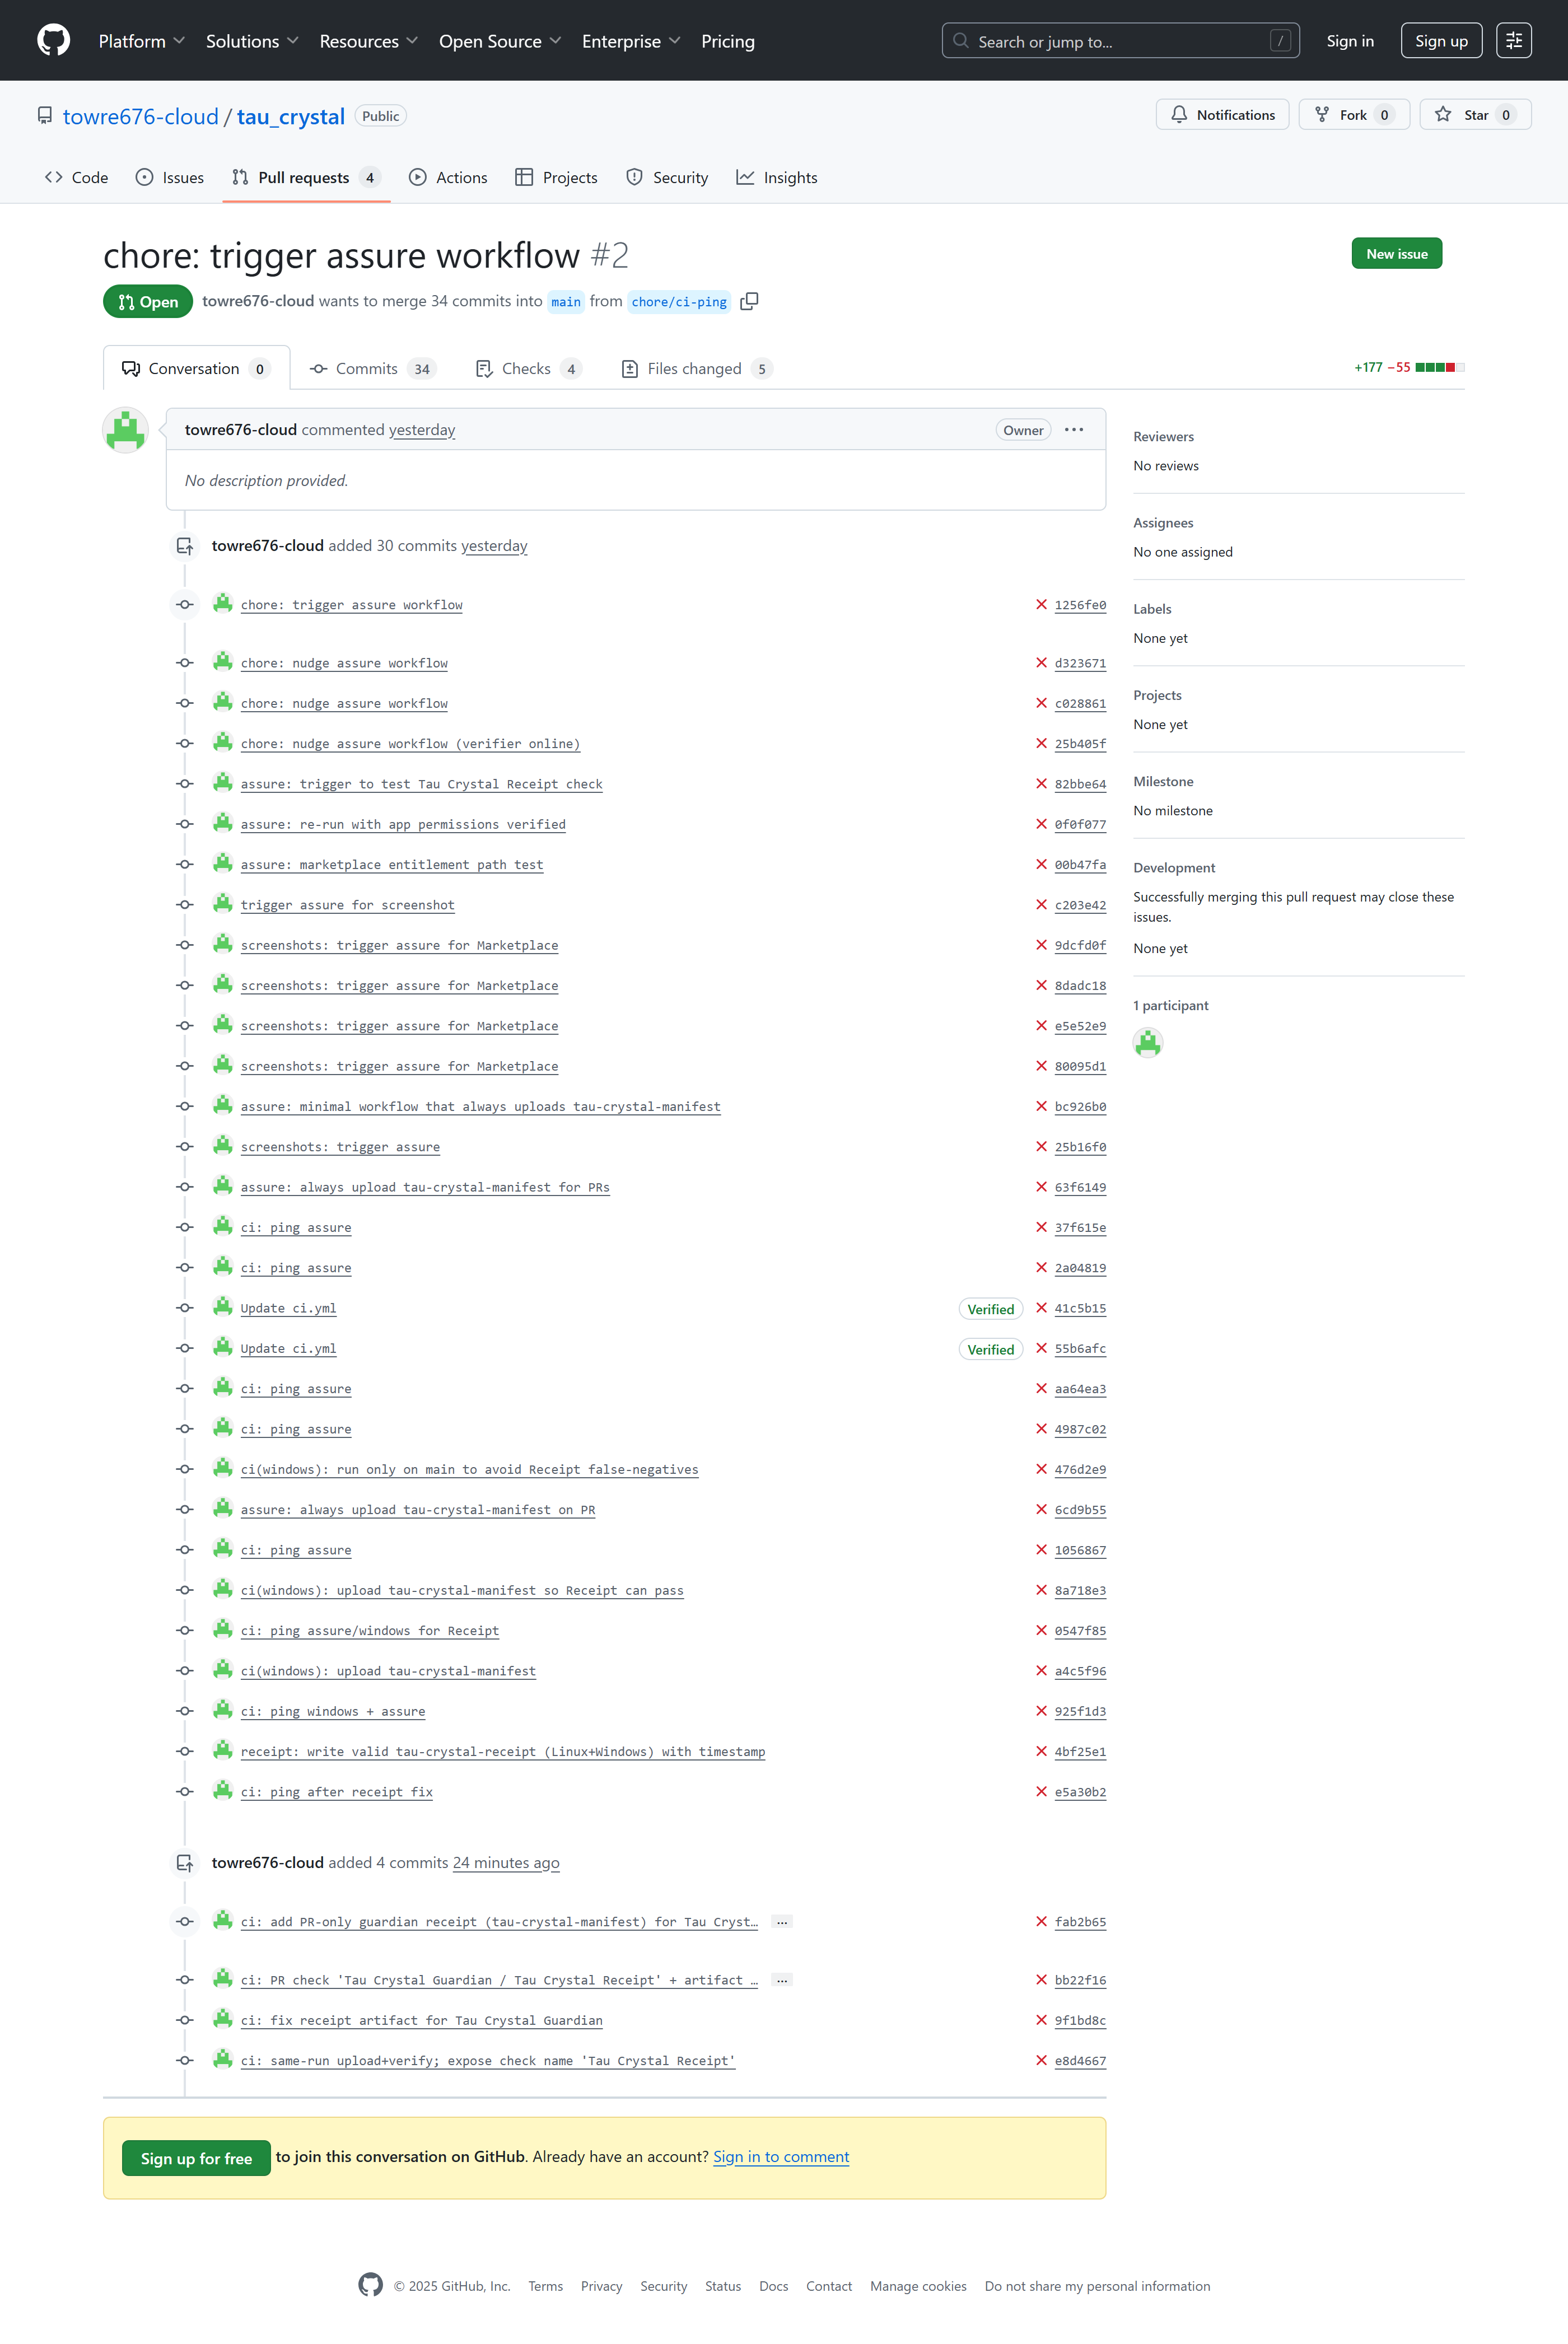 Platform Solutions Resources Open Source Enterprise Pricing Search or jump to... / Sign in Sign up
towre676-cloud / tau_crystal Public Notifications Fork 0 Star 0
Code Issues Pull requests 4 Actions Projects Security Insights
chore: trigger assure workflow #2 New issue
Open towre676-cloud wants to merge 34 commits into main from chore/ci-ping
Conversation 0 Commits 34 Checks 4 Files changed 5 +177 −55
towre676-cloud commented yesterday Owner
No description provided.
towre676-cloud added 30 commits yesterday
chore: trigger assure workflow 1256fe0
chore: nudge assure workflow d323671
chore: nudge assure workflow c028861
chore: nudge assure workflow (verifier online) 25b405f
assure: trigger to test Tau Crystal Receipt check 82bbe64
assure: re-run with app permissions verified 0f0f077
assure: marketplace entitlement path test 00b47fa
trigger assure for screenshot c203e42
screenshots: trigger assure for Marketplace 9dcfd0f
screenshots: trigger assure for Marketplace 8dadc18
screenshots: trigger assure for Marketplace e5e52e9
screenshots: trigger assure for Marketplace 80095d1
assure: minimal workflow that always uploads tau-crystal-manifest bc926b0
screenshots: trigger assure 25b16f0
assure: always upload tau-crystal-manifest for PRs 63f6149
ci: ping assure 37f615e
ci: ping assure 2a04819
Update ci.yml Verified 41c5b15
Update ci.yml Verified 55b6afc
ci: ping assure aa64ea3
ci: ping assure 4987c02
ci(windows): run only on main to avoid Receipt false-negatives 476d2e9
assure: always upload tau-crystal-manifest on PR 6cd9b55
ci: ping assure 1056867
ci(windows): upload tau-crystal-manifest so Receipt can pass 8a718e3
ci: ping assure/windows for Receipt 0547f85
ci(windows): upload tau-crystal-manifest a4c5f96
ci: ping windows + assure 925f1d3
receipt: write valid tau-crystal-receipt (Linux+Windows) with timestamp 4bf25e1
ci: ping after receipt fix e5a30b2
towre676-cloud added 4 commits 24 minutes ago
ci: add PR-only guardian receipt (tau-crystal-manifest) for Tau Cryst… … fab2b65
ci: PR check 'Tau Crystal Guardian / Tau Crystal Receipt' + artifact … … bb22f16
ci: fix receipt artifact for Tau Crystal Guardian 9f1bd8c
ci: same-run upload+verify; expose check name 'Tau Crystal Receipt' e8d4667
Sign up for free to join this conversation on GitHub. Already have an account? Sign in to comment
Reviewers
No reviews
Assignees
No one assigned
Labels
None yet
Projects
None yet
Milestone
No milestone
Development
Successfully merging this pull request may close these
issues.
None yet
1 participant
© 2025 GitHub, Inc. Terms Privacy Security Status Docs Contact Manage cookies Do not share my personal information